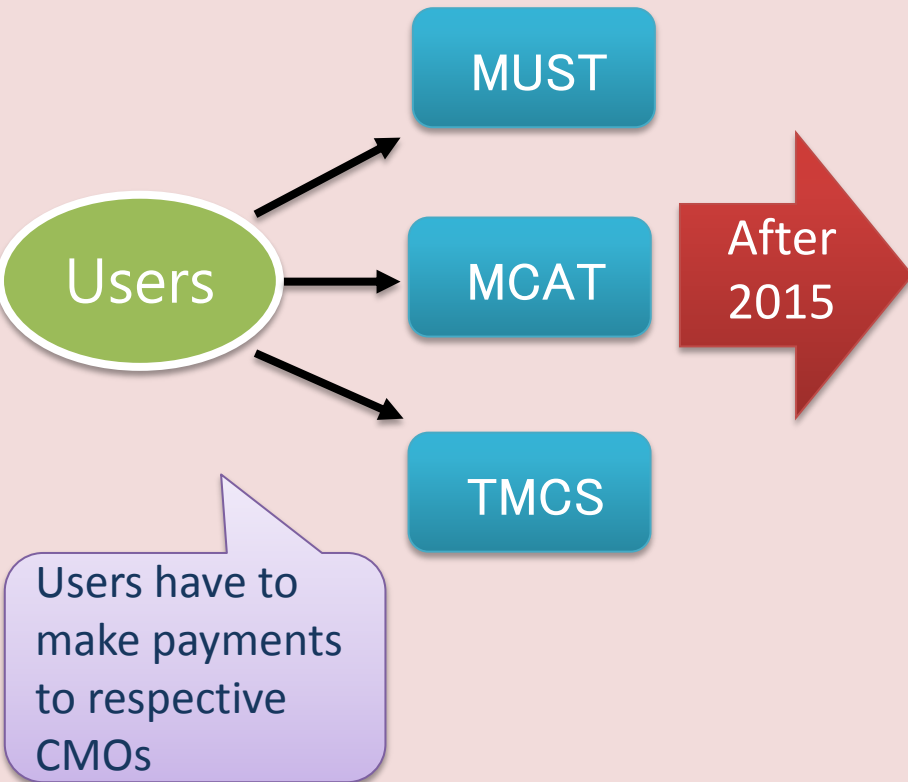 MUST
Users
MCAT
After
2015
TMCS
Users have to
make payments
to respective
CMOs